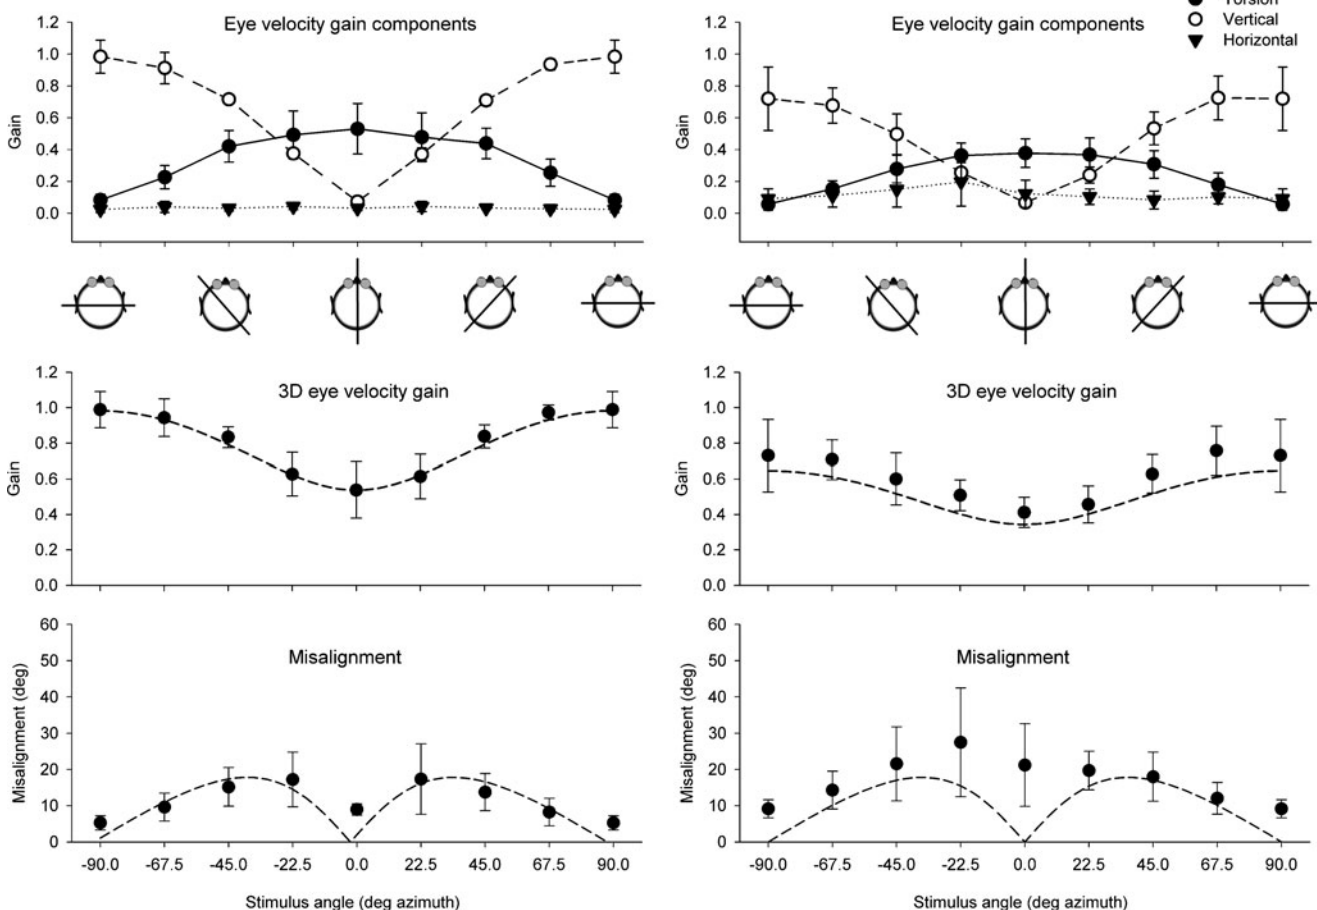 Torsion
Vertical
Horizontal
Eye velocity gain components
Eye velocity gain components
1.2
1.0
0.8
0.6
0.4
0.2
0.0
Gain
1.2
1.0
0.8
0.6
0.4
0.2
0.0
Gain
3D eye velocity gain
3D eye velocity gain
1.2
1.0
0.8
0.6
0.4
0.2
0.0
Gain
1.2
1.0
0.8
0.6
0.4
0.2
0.0
Gain
Misalignment
Misalignment
60
50
40
30
20
10
0
Misalignment (deg)
60
50
40
30
20
10
0
Misalignment (deg)
-90.0 -67.5 -45.0 -22.5 0.0 22.5 45.0 67.5 90.0
-90.0 -67.5 -45.0 -22.5 0.0 22.5 45.0 67.5 90.0
Stimulus angle (deg azimuth)
Stimulus angle (deg azimuth)